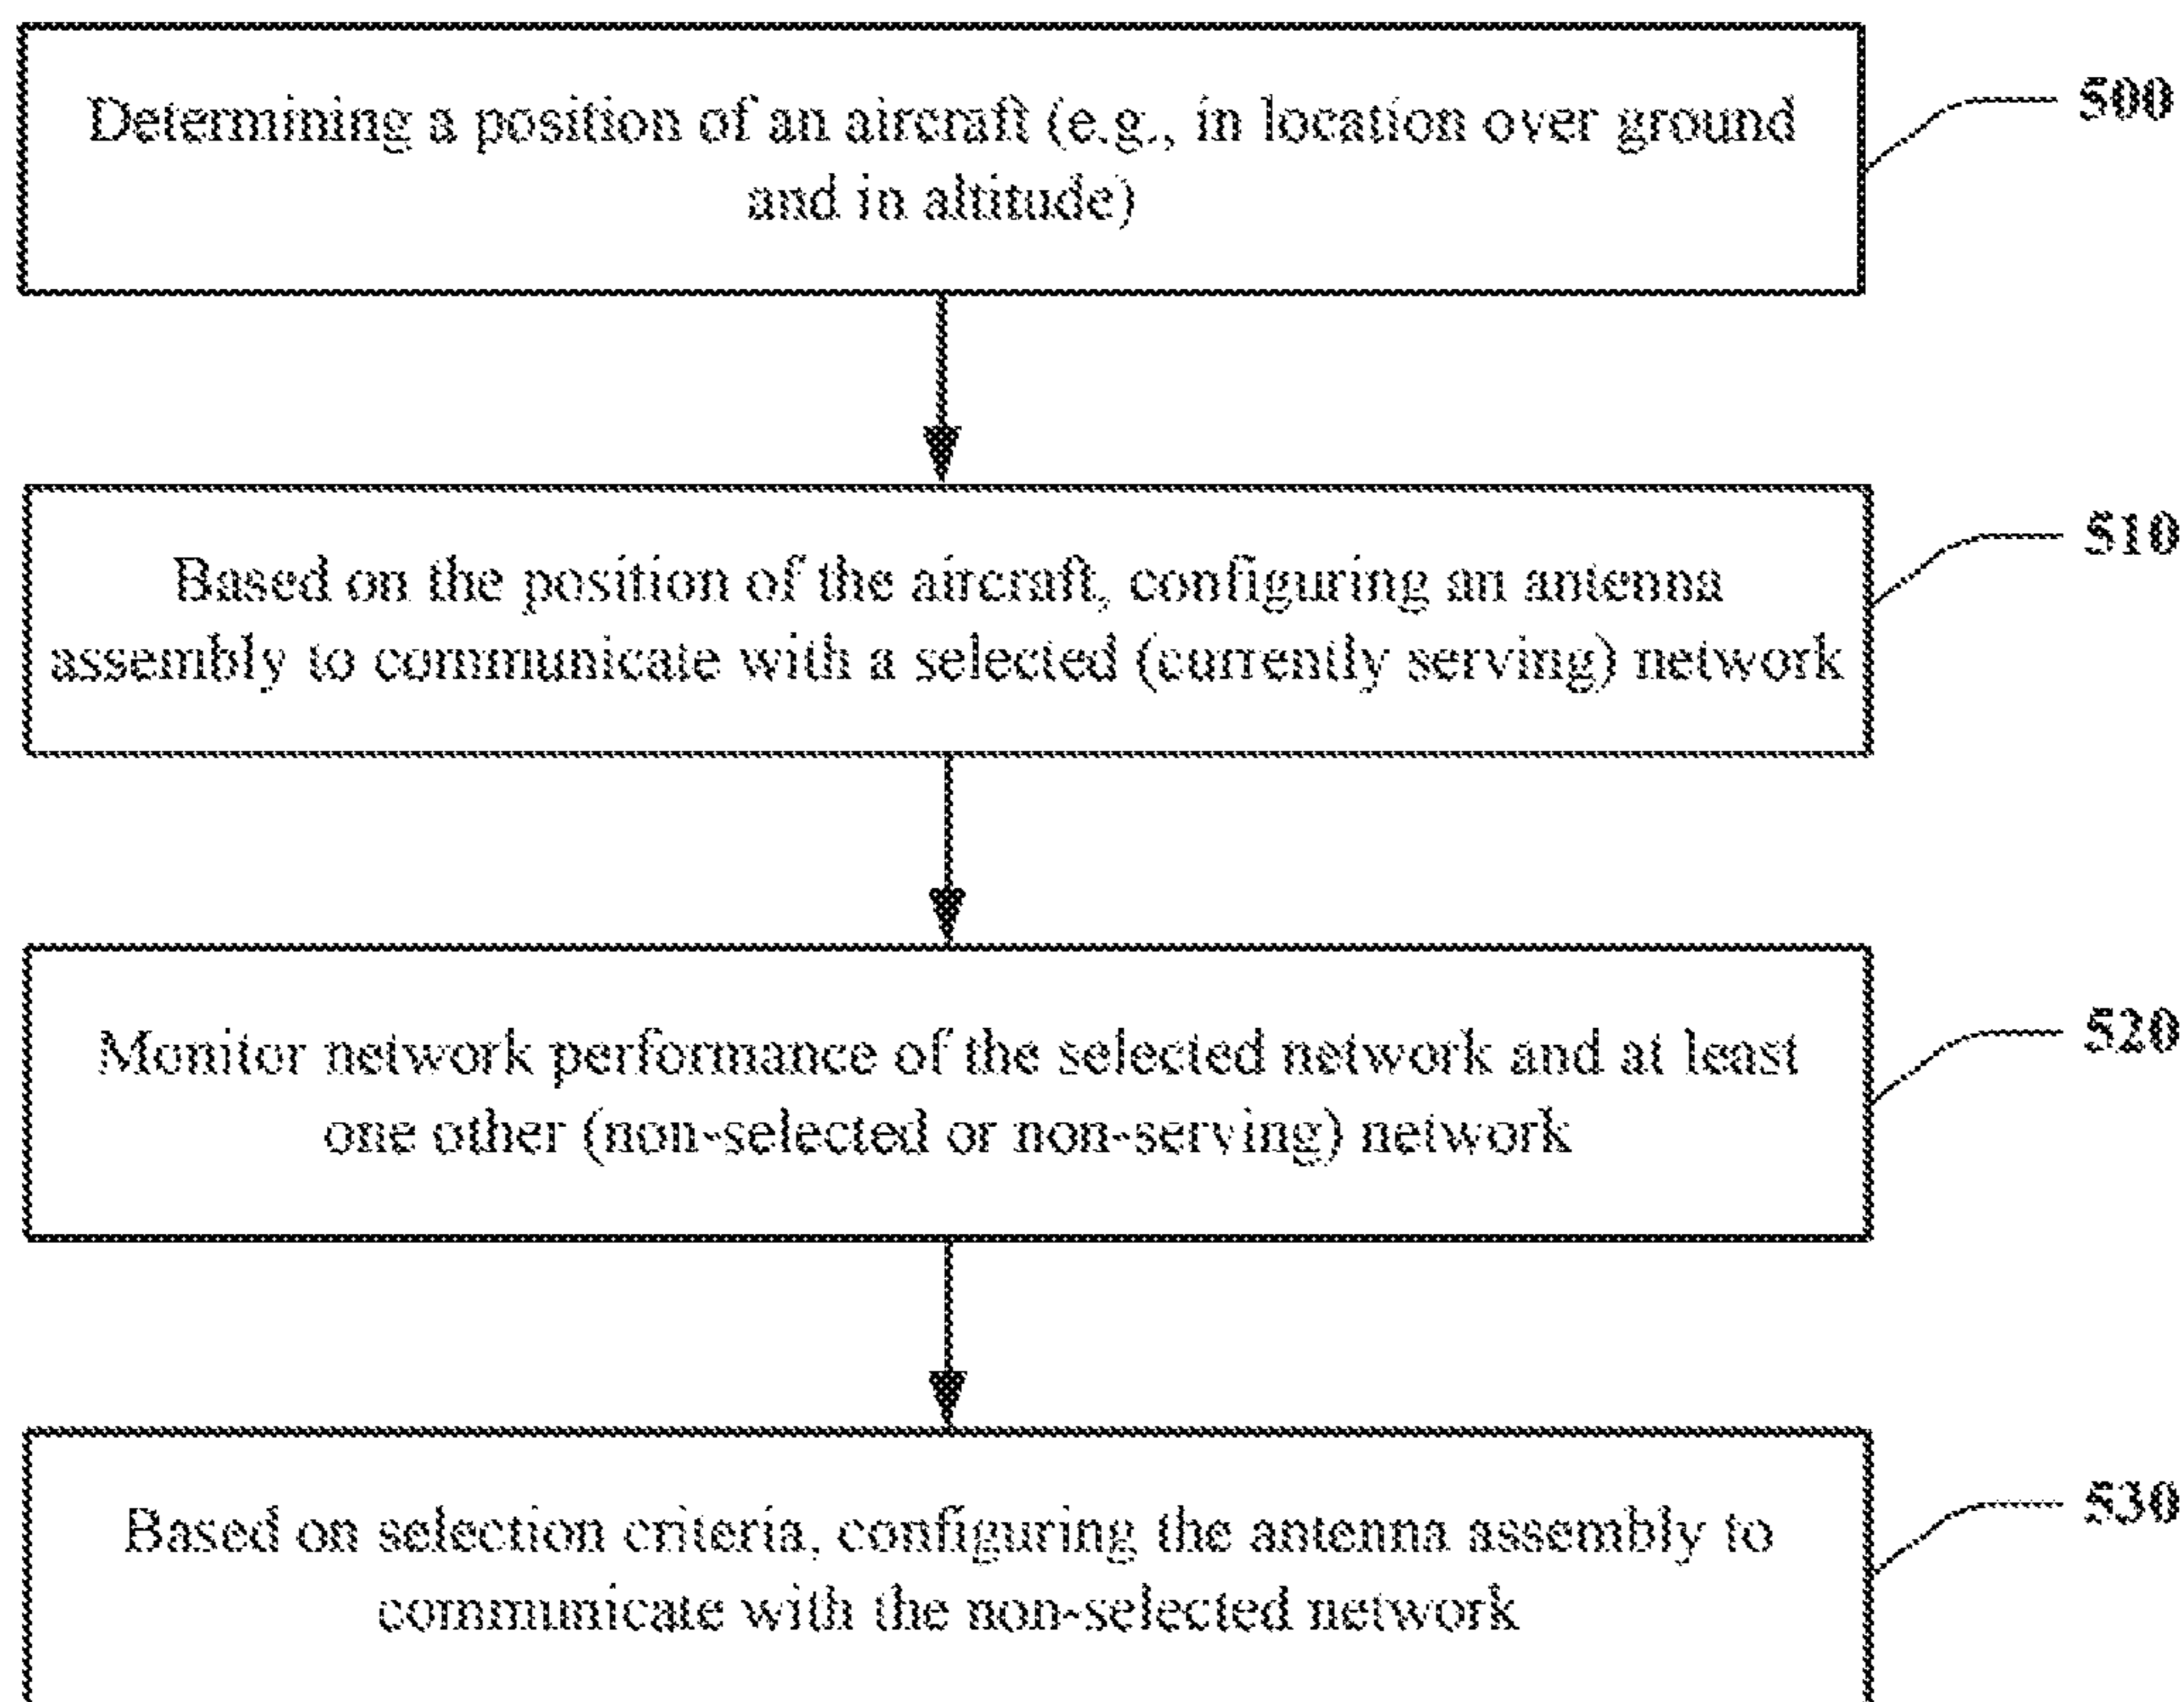 Determining a position of an aircraft (e.g., in location over ground
and in altitude)
500
Based on the position of the aircraft, configuring an antenna
assembly to communicate with a selected (currently serving) network
510
Monitor network performance of the selected network and at least
one other (non-selected or non-serving) network
520
Based on selection criteria, configuring the antenna assembly to
communicate with the non-selected network
530